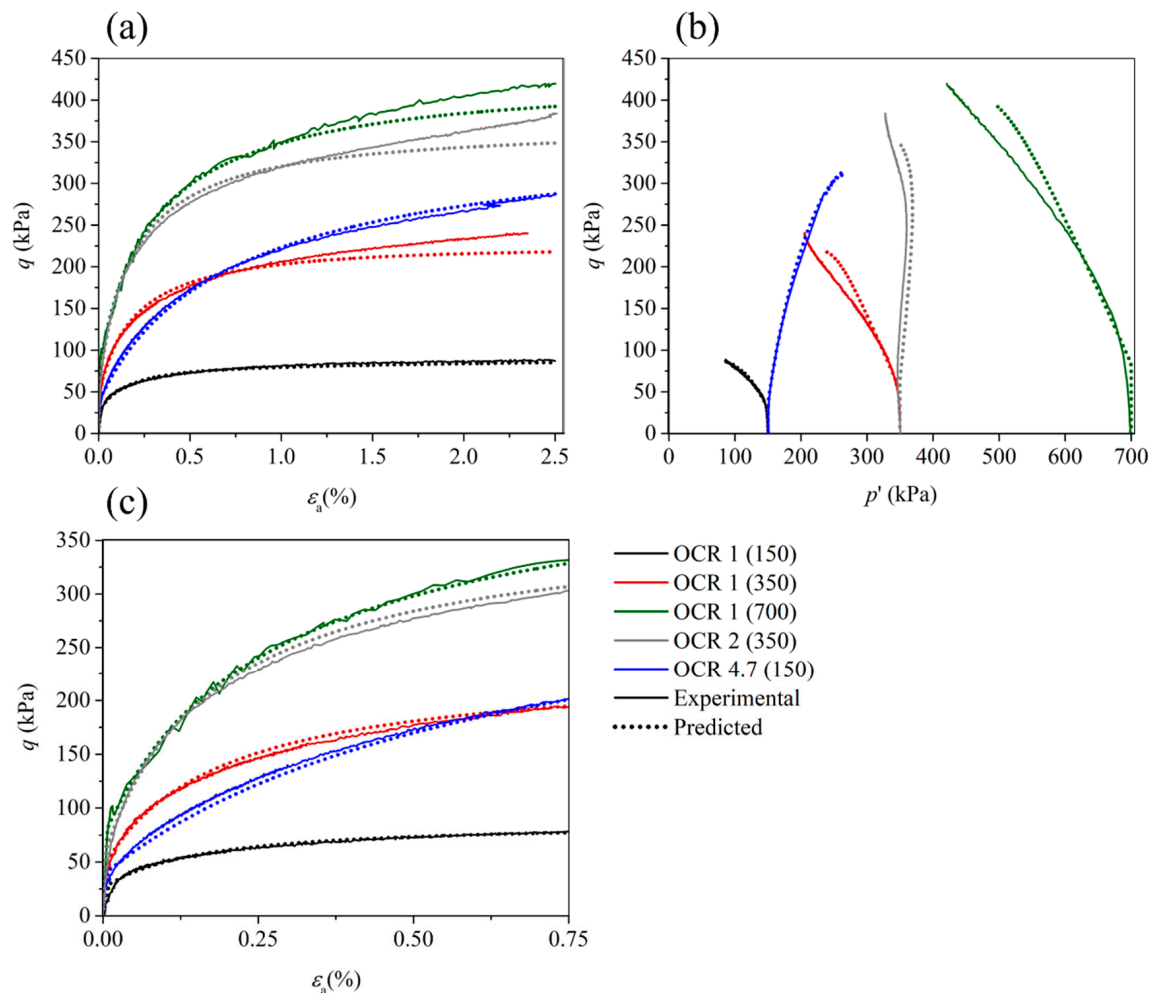 (a)
450
400
350
300
250
200
150
100
50
0
q (kPa)
0.0 0.5 1.0 1.5 2.0 2.5
εa(%)
(b)
450
400
350
300
250
200
150
100
50
0
q (kPa)
0 100 200 300 400 500 600 700
p' (kPa)
(c)
350
300
250
200
150
100
50
0
q (kPa)
0.00 0.25 0.50 0.75
εa(%)
OCR 1 (150)
OCR 1 (350)
OCR 1 (700)
OCR 2 (350)
OCR 4.7 (150)
Experimental
Predicted